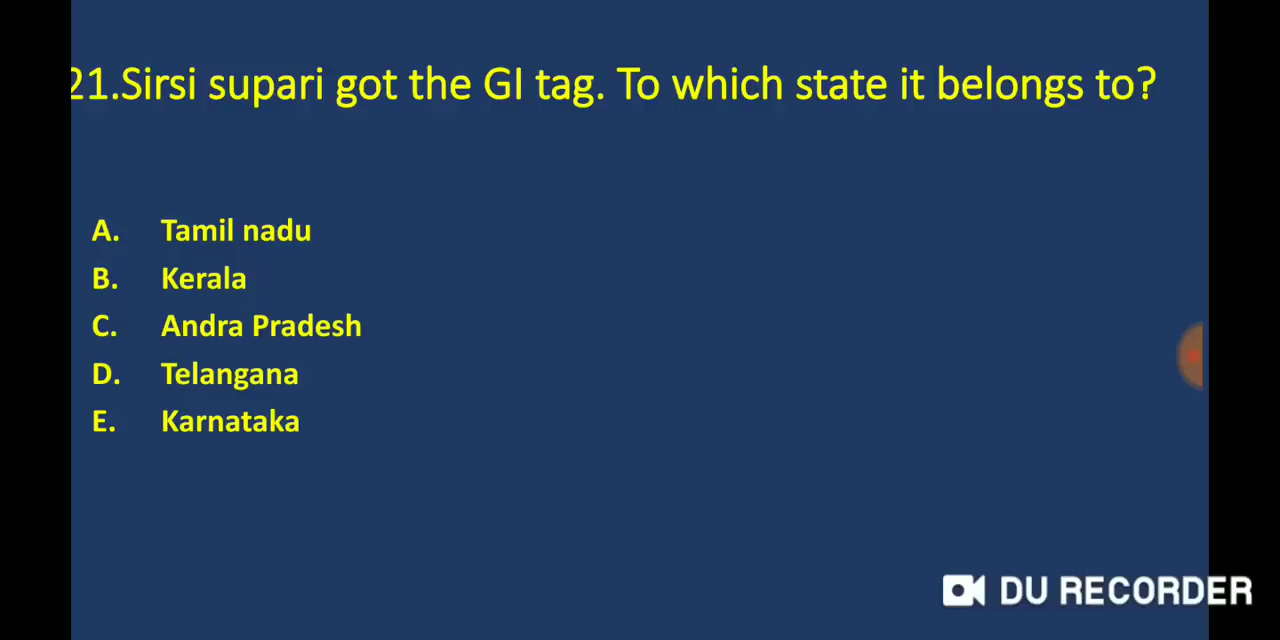 21.Sirsi supari got the GI tag. To which state it belongs to?
A. Tamil nadu
B. Kerala
C. Andra Pradesh
D. Telangana
E. Karnataka
DU RECORDER